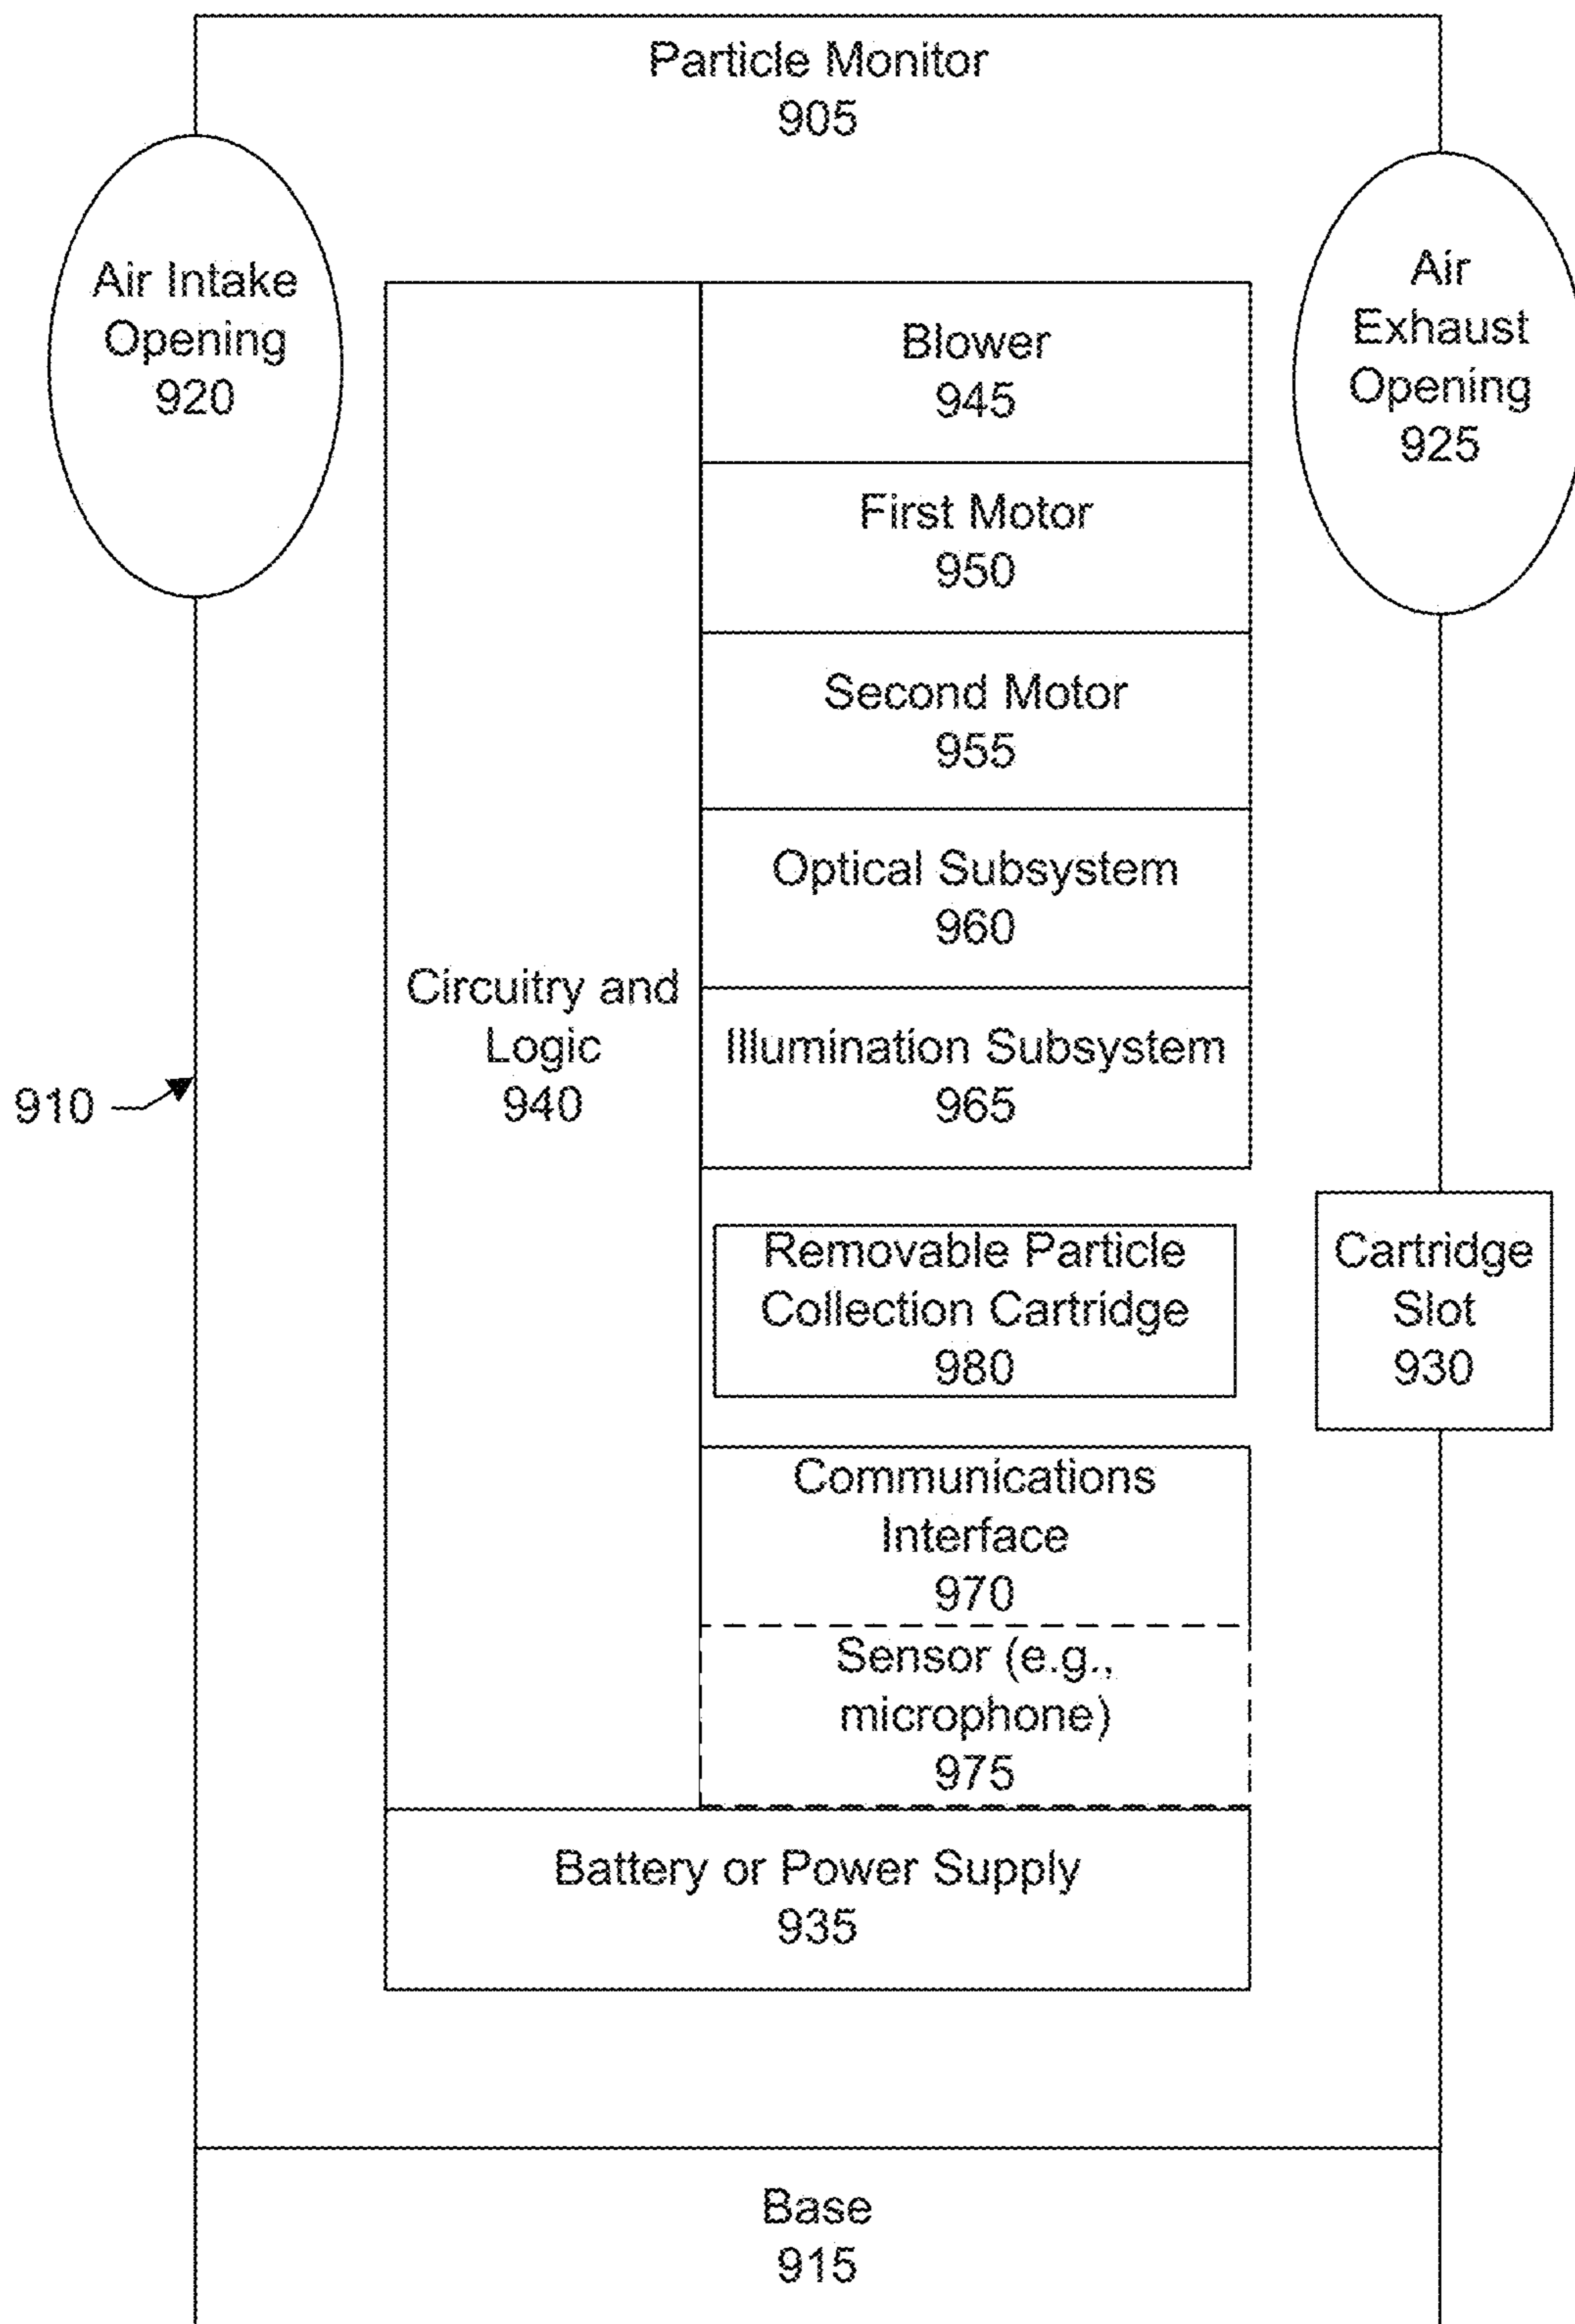 Particle Monitor
905
Air Intake
Opening
920
Air
Exhaust
Opening
925
Blower
945
First Motor
950
Second Motor
955
Optical Subsystem
960
Circuitry and
Logic
940
Illumination Subsystem
965
910
Removable Particle
Collection Cartridge
980
Cartridge
Slot
930
Communications
Interface
970
Sensor (e.g.,
microphone)
975
Battery or Power Supply
935
Base
915